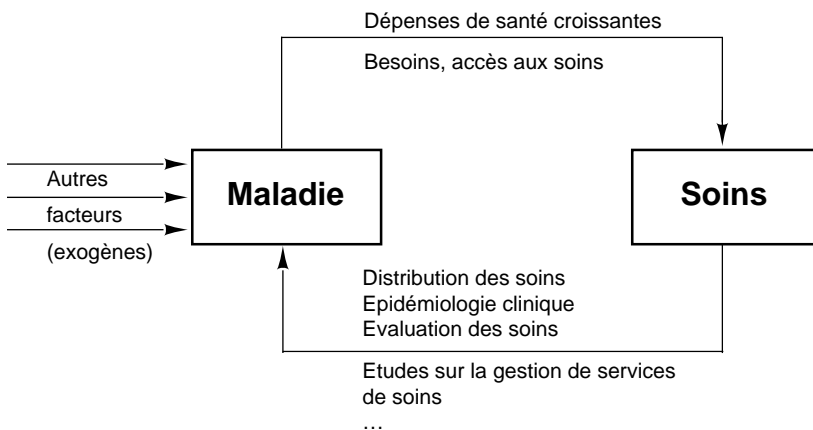 Dépenses de santé croissantes
Besoins, accès aux soins
Autres
facteurs
(exogènes)
Maladie
Soins
Distribution des soins
Epidémiologie clinique
Evaluation des soins
Etudes sur la gestion de services
de soins
...